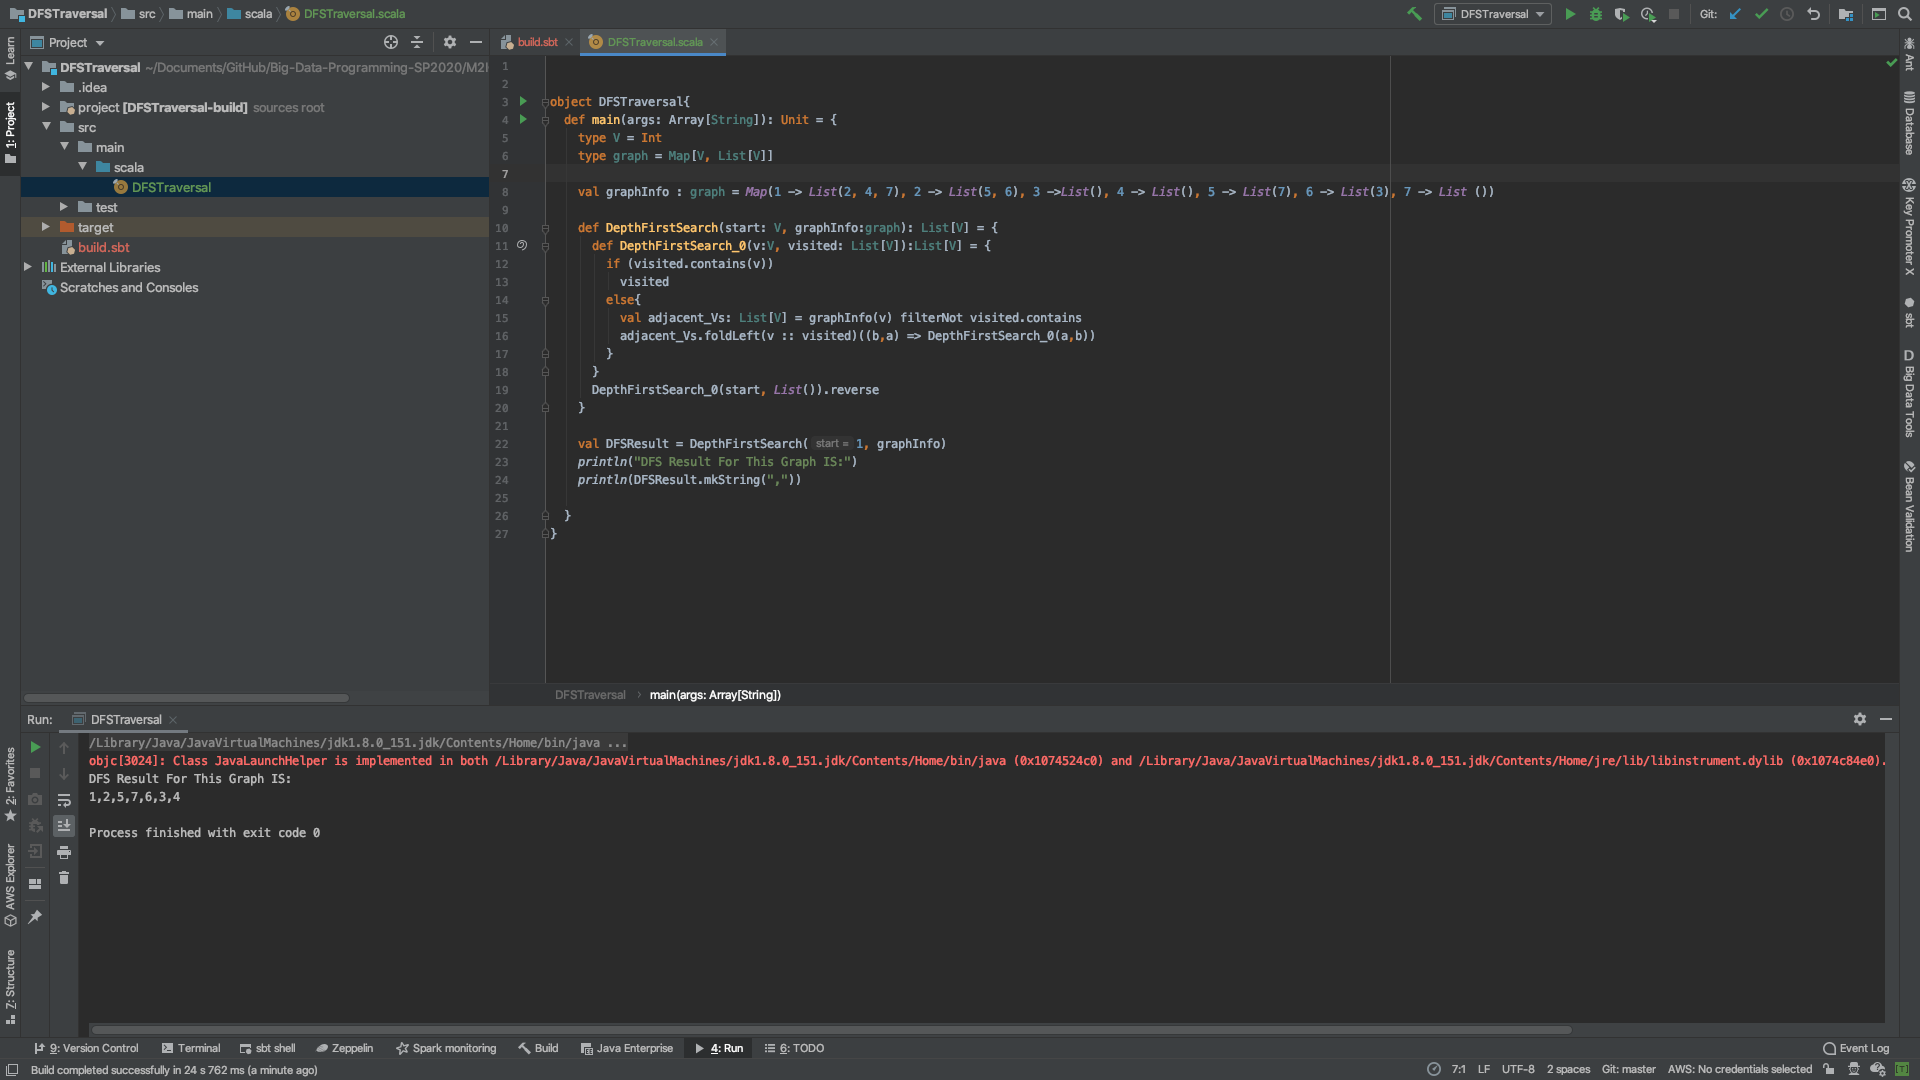 DFSTraversal src main scala DFSTraversal.scala DFSTraversal Git:
Project build.sbt DFSTraversal.scala
Learn
1: Project
DFSTraversal ~/Documents/GitHub/Big-Data-Programming-SP2020/M2
.idea
project [DFSTraversal-build] sources root
src
main
scala
DFSTraversal
test
target
build.sbt
External Libraries
Scratches and Consoles
1
2
3 object DFSTraversal{
4 def main(args: Array[String]): Unit = {
5 type V = Int
6 type graph = Map[V, List[V]]
7
8 val graphInfo : graph = Map(1 -> List(2, 4, 7), 2 -> List(5, 6), 3 ->List(), 4 -> List(), 5 -> List(7), 6 -> List(3), 7 -> List ())
9
10 def DepthFirstSearch(start: V, graphInfo:graph): List[V] = {
11 def DepthFirstSearch_0(v:V, visited: List[V]):List[V] = {
12 if (visited.contains(v))
13 visited
14 else{
15 val adjacent_Vs: List[V] = graphInfo(v) filterNot visited.contains
16 adjacent_Vs.foldLeft(v :: visited)((b,a) => DepthFirstSearch_0(a,b))
17 }
18 }
19 DepthFirstSearch_0(start, List()).reverse
20 }
21
22 val DFSResult = DepthFirstSearch( start = 1, graphInfo)
23 println("DFS Result For This Graph IS:")
24 println(DFSResult.mkString(","))
25
26 }
27 }
DFSTraversal › main(args: Array[String])
Ant
Database
Key Promoter X
sbt
D Big Data Tools
Bean Validation
Run: DFSTraversal
/Library/Java/JavaVirtualMachines/jdk1.8.0_151.jdk/Contents/Home/bin/java ...
objc[3024]: Class JavaLaunchHelper is implemented in both /Library/Java/JavaVirtualMachines/jdk1.8.0_151.jdk/Contents/Home/bin/java (0x1074524c0) and /Library/Java/JavaVirtualMachines/jdk1.8.0_151.jdk/Contents/Home/jre/lib/libinstrument.dylib (0x1074c84e0).
DFS Result For This Graph IS:
1,2,5,7,6,3,4
Process finished with exit code 0
2: Favorites
AWS Explorer
7: Structure
9: Version Control Terminal sbt shell Zeppelin Spark monitoring Build Java Enterprise 4: Run 6: TODO Event Log
Build completed successfully in 24 s 762 ms (a minute ago) 7:1 LF UTF-8 2 spaces Git: master AWS: No credentials selected